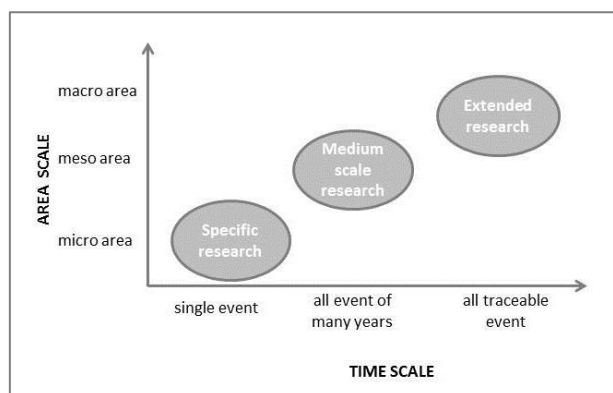 macro area
meso area
micro area
AREA SCALE
Extended
research
Medium
scale
research
Specific
research
single event
all event of
many years
all traceable
event
TIME SCALE